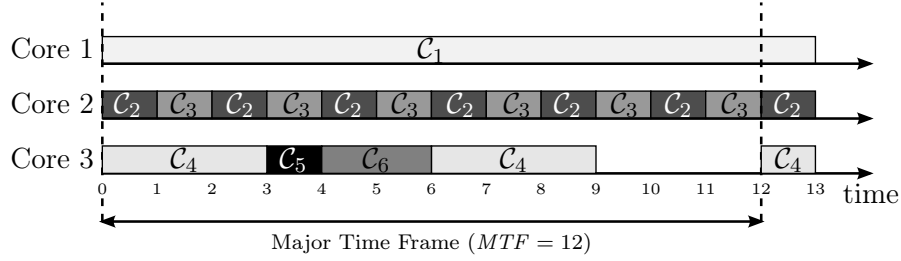 Core 1 C₁
Core 2 C₂ C₃ C₂ C₃ C₂ C₃ C₂ C₃ C₂ C₃ C₂ C₃ C₂
Core 3 C₄ C₅ C₆ C₄ C₄
0 1 2 3 4 5 6 7 8 9 10 11 12 13 time
Major Time Frame (MTF = 12)